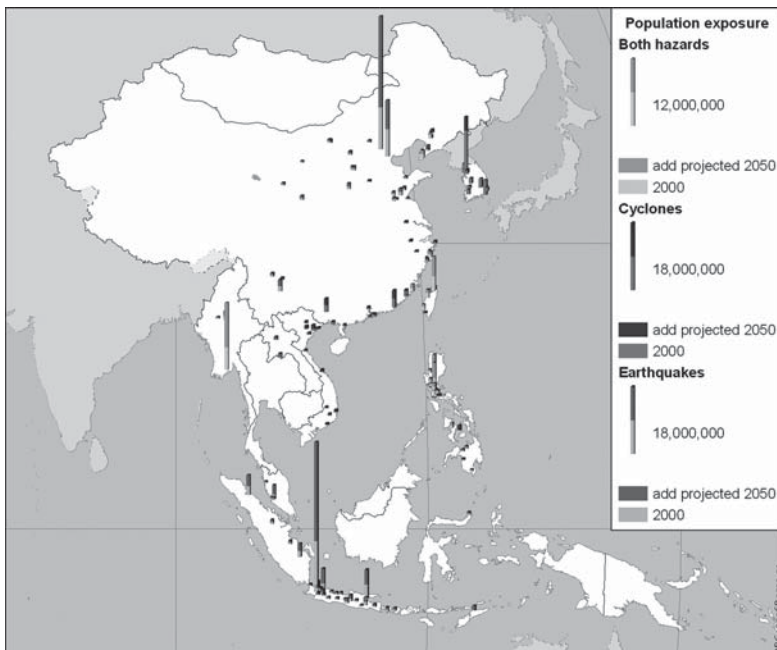 Population exposure
Both hazards
12,000,000
add projected 2050
2000
Cyclones
18,000,000
add projected 2050
2000
Earthquakes
18,000,000
add projected 2050
2000